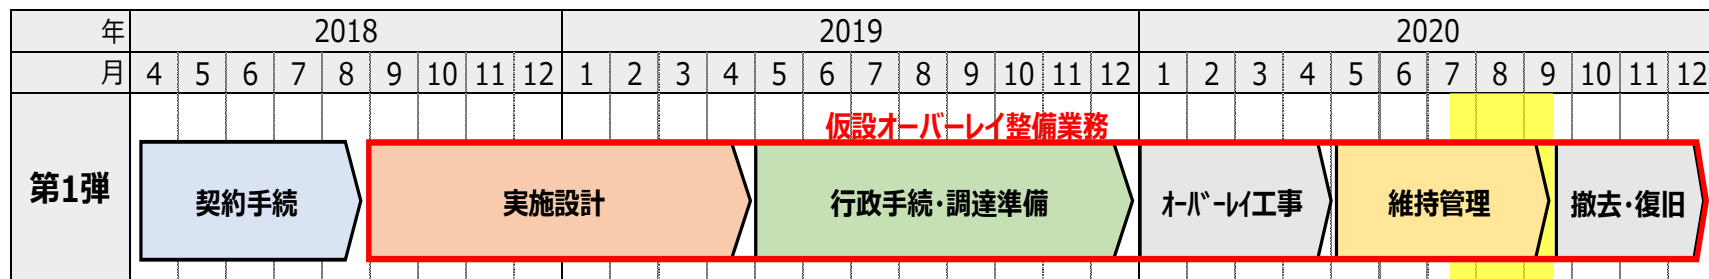 年 2018 2019 2020
月 4 5 6 7 8 9 10 11 12 1 2 3 4 5 6 7 8 9 10 11 12 1 2 3 4 5 6 7 8 9 10 11 12
仮設オーバーレイ整備業務
第1弾 契約手続 実施設計 行政手続・調達準備 ｵｰﾊﾞｰﾚｲ工事 維持管理 撤去・復旧